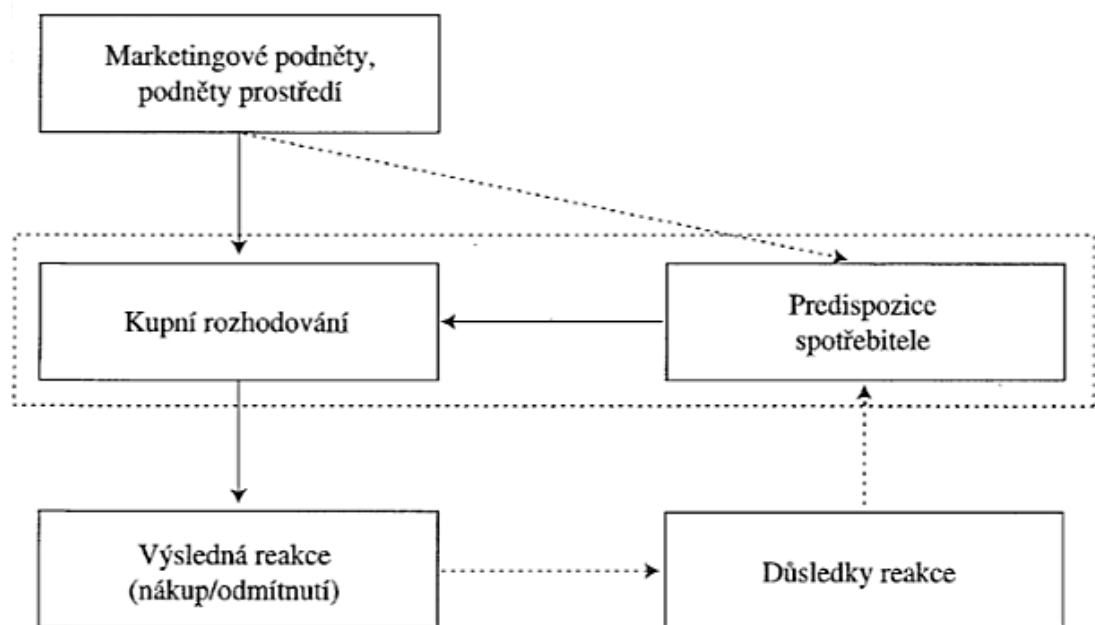 Marketingové podněty,
podněty prostředí
Kupní rozhodování
Predispozice
spotřebitele
Výsledná reakce
(nákup/odmítnutí)
Důsledky reakce